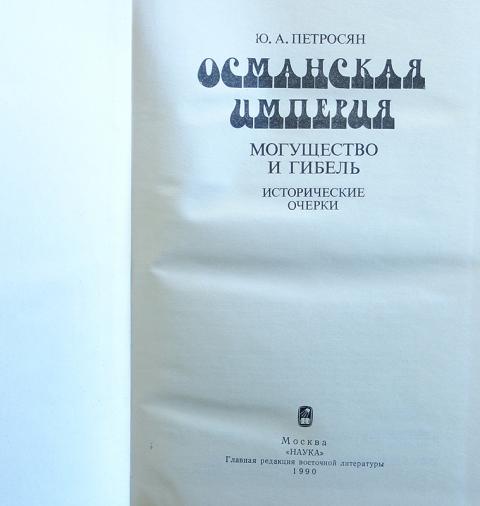 Ю. А. ПЕТРОСЯН
ОСМАНСКАЯ
ИМПЕРИЯ
МОГУЩЕСТВО
И ГИБЕЛЬ
ИСТОРИЧЕСКИЕ
ОЧЕРКИ
Москва
«НАУКА»
Главная редакция восточной литературы
1990